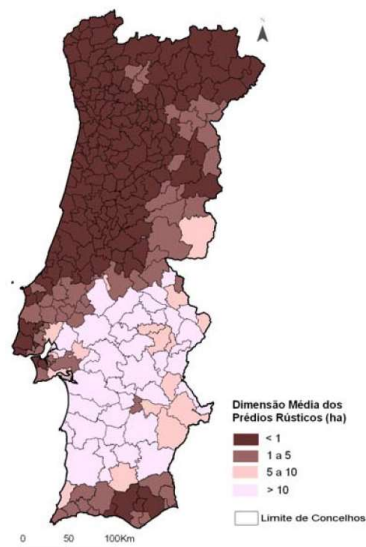 Dimensão Média dos
Prédios Rústicos (ha)
< 1
1 a 5
5 a 10
> 10
Limite de Concelhos
0 50 100Km